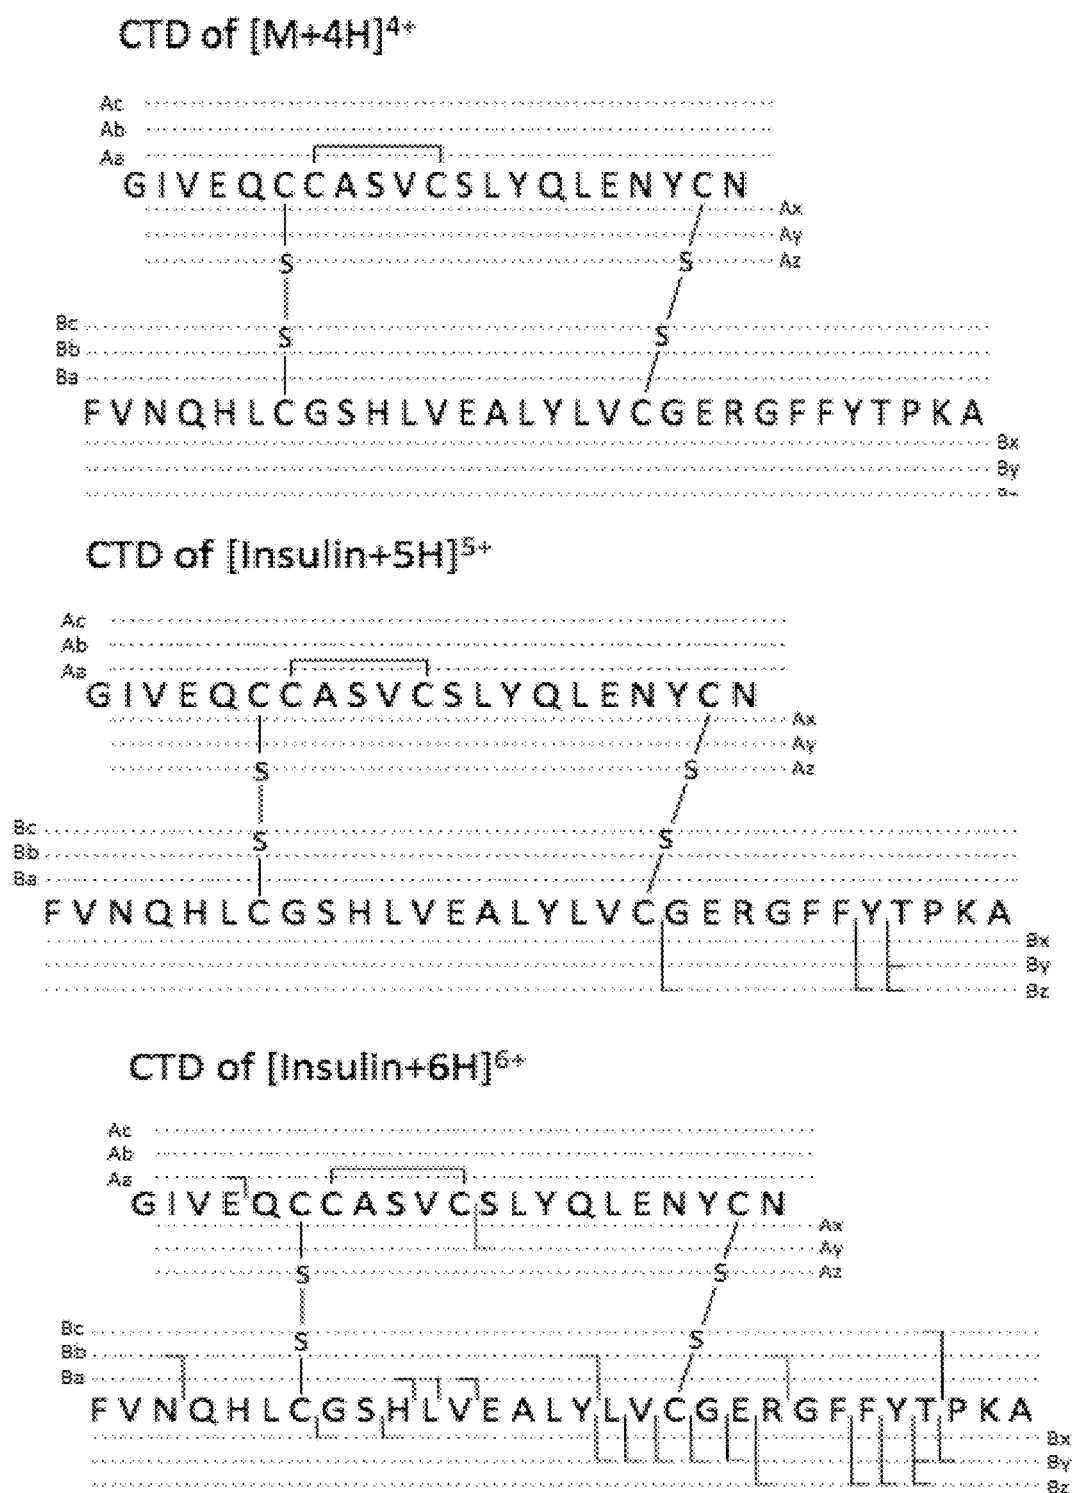 CTD of [M+4H]4+
Ac
Ab
Aa
GIVEQCCASVCSLYQLENYCN
Ax
Ay
S S Az
Bc S S
Bb
Ba
FVNQHLCGSHLVEALYLVCGERGFFYTPKA
Bx
By
CTD of [Insulin+5H]5+
Ac
Ab
Aa
GIVEQCCASVCSLYQLENYCN
Ax
Ay
S S Az
Bc S S
Bb
Ba
FVNQHLCGSHLVEALYLVCGERGFFYTPKA
Bx
By
Bz
CTD of [Insulin+6H]6+
Ac
Ab
Aa
GIVEQCCASVCSLYQLENYCN
Ax
Ay
S S Az
Bc S S
Bb
Ba
FVNQHLCGSHLVEALYLVCGERGFFYTPKA
Bx
By
Bz